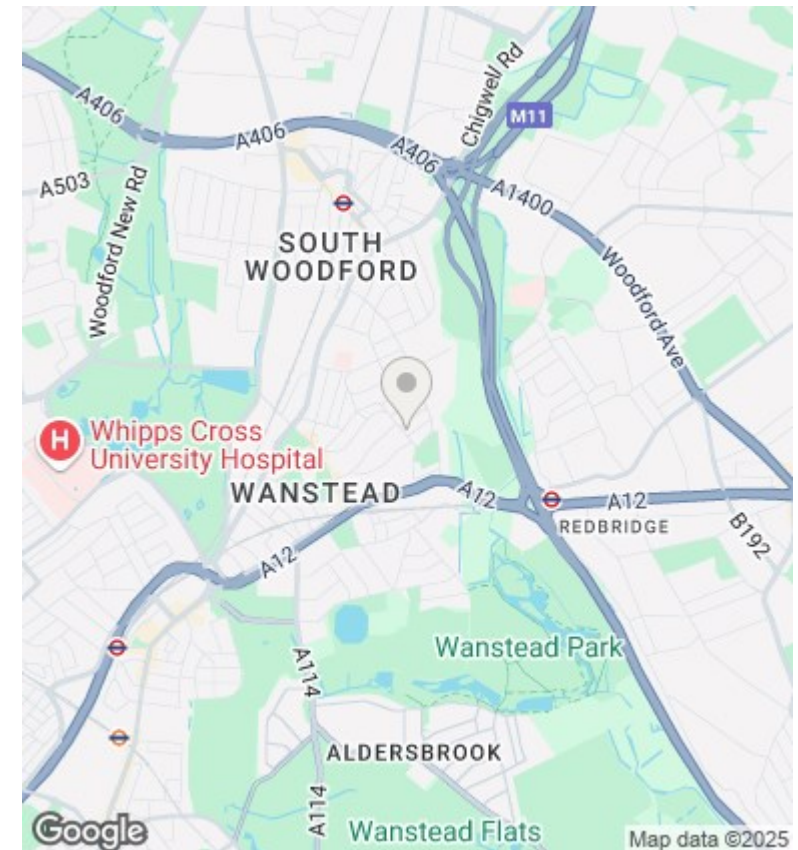 Chigwell Rd
M11
A406
A406
A406
A1400
A503
Woodford New Rd
SOUTH
WOODFORD
Woodford Ave
H
Whipps Cross
University Hospital
WANSTEAD
A12
A12
REDBRIDGE
B192
A12
Wanstead Park
A114
ALDERSBROOK
A114
Wanstead Flats
Google
Map data ©2025